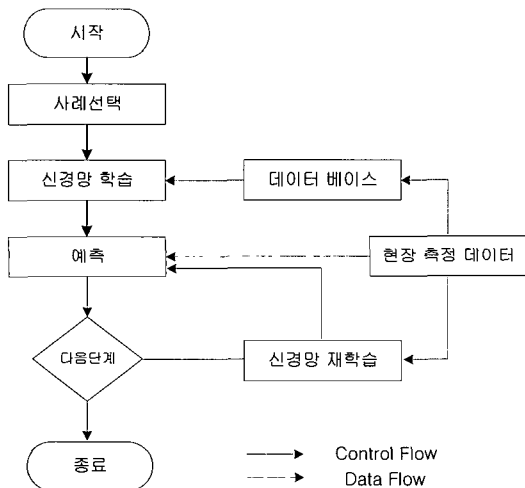 시작
사례선택
신경망 학습
데이터 베이스
예측
현장 측정 데이터
다음단계
신경망 재학습
종료
Control Flow
Data Flow